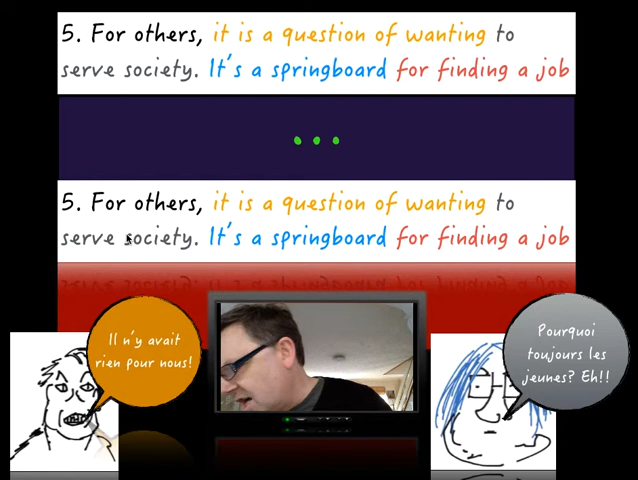 5. For others, it is a question of wanting to
serve society. It's a springboard for finding a job
...
5. For others, it is a question of wanting to
serve society. It's a springboard for finding a job
Il n'y avait
rien pour nous!
Pourquoi
toujours les
jeunes? Eh!!